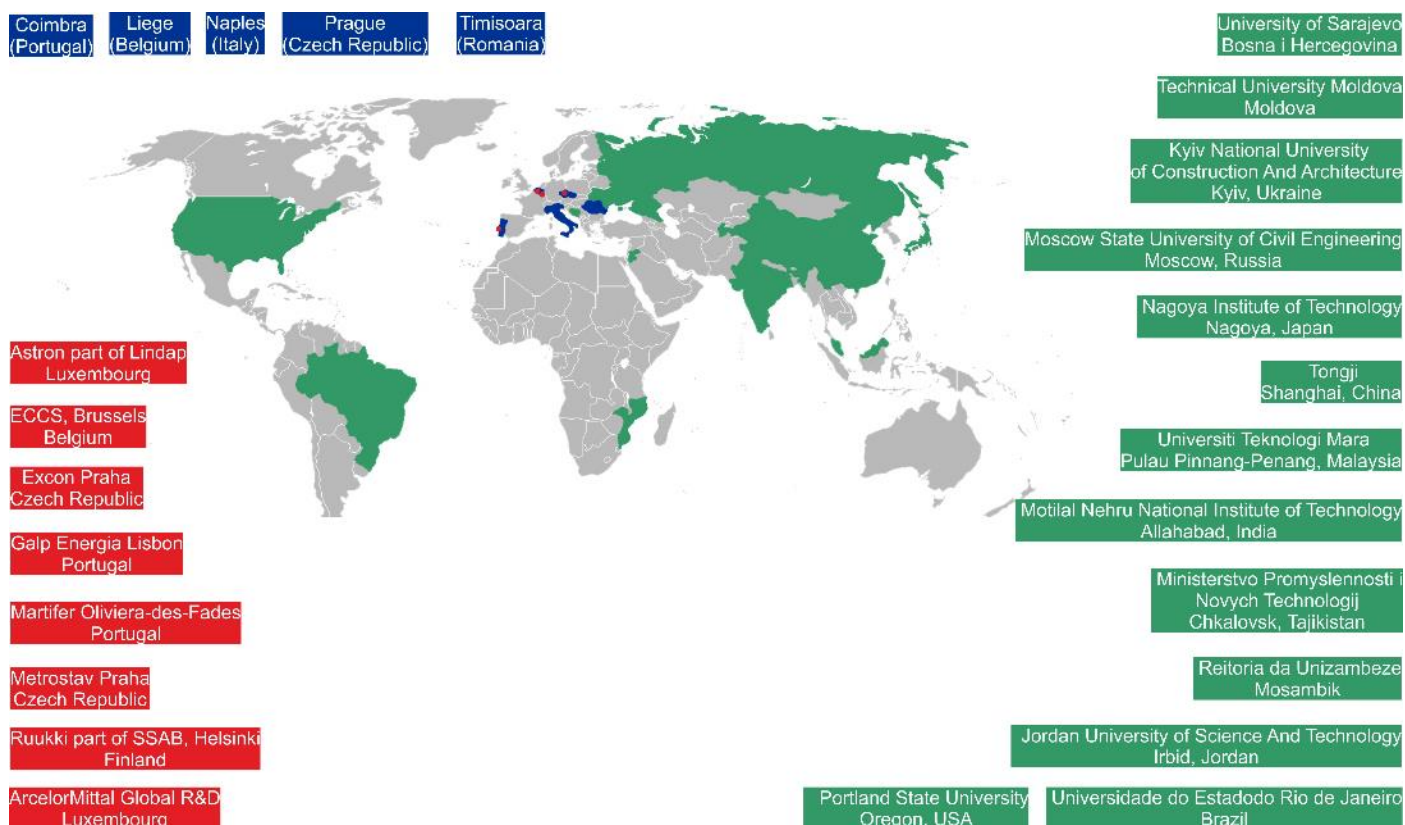 Coimbra
(Portugal)
Liege
(Belgium)
Naples
(Italy)
Prague
(Czech Republic)
Timisoara
(Romania)
University of Sarajevo
Bosna i Hercegovina
Technical University Moldova
Moldova
Kyiv National University
of Construction And Architecture
Kyiv, Ukraine
Moscow State University of Civil Engineering
Moscow, Russia
Nagoya Institute of Technology
Nagoya, Japan
Tongji
Shanghai, China
Universiti Teknologi Mara
Pulau Pinnang-Penang, Malaysia
Motilal Nehru National Institute of Technology
Allahabad, India
Ministerstvo Promyslennosti i
Novych Technologij
Chkalovsk, Tajikistan
Reitoria da Unizambeze
Mosambik
Jordan University of Science And Technology
Irbid, Jordan
Portland State University
Oregon, USA
Universidade do Estadodo Rio de Janeiro
Brazil
Astron part of Lindap
Luxembourg
ECCS, Brussels
Belgium
Excon Praha
Czech Republic
Galp Energia Lisbon
Portugal
Martifer Oliviera-des-Fades
Portugal
Metrostav Praha
Czech Republic
Ruukki part of SSAB, Helsinki
Finland
ArcelorMittal Global R&D
Luxembourg